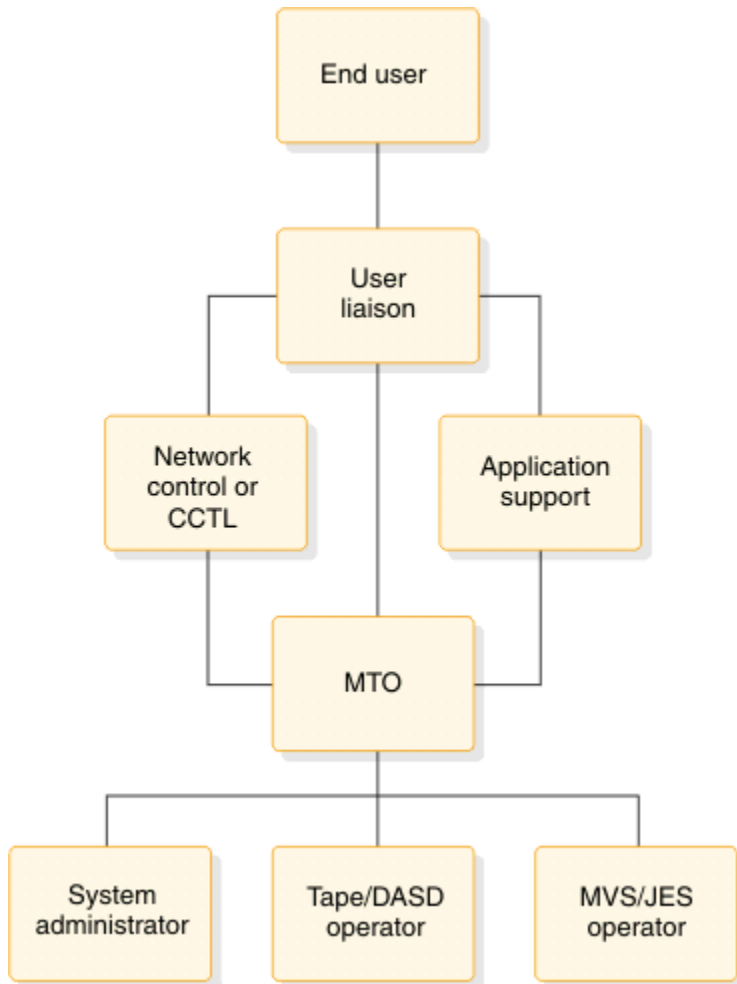 End user
User
liaison
Network
control or
CCTL
Application
support
MTO
System
administrator
Tape/DASD
operator
MVS/JES
operator